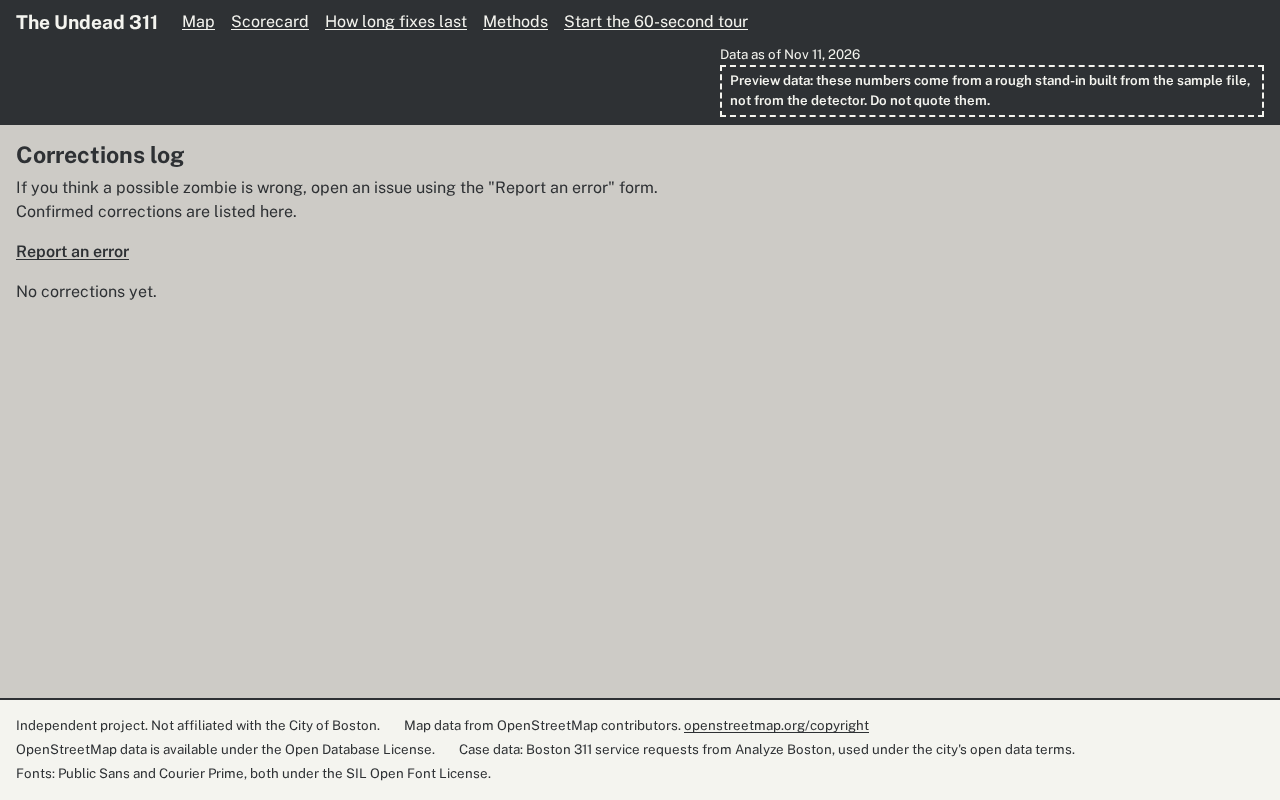 The Undead 311 Map Scorecard How long fixes last Methods Start the 60-second tour
Data as of Nov 11, 2026
Preview data: these numbers come from a rough stand-in built from the sample file,
not from the detector. Do not quote them.
Corrections log
If you think a possible zombie is wrong, open an issue using the "Report an error" form.
Confirmed corrections are listed here.
Report an error
No corrections yet.
Independent project. Not affiliated with the City of Boston. Map data from OpenStreetMap contributors. openstreetmap.org/copyright
OpenStreetMap data is available under the Open Database License. Case data: Boston 311 service requests from Analyze Boston, used under the city's open data terms.
Fonts: Public Sans and Courier Prime, both under the SIL Open Font License.